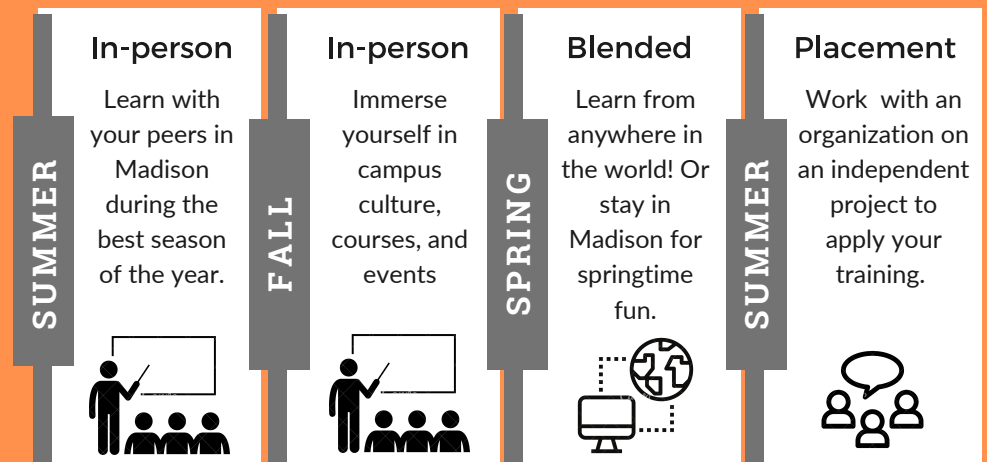 SUMMER
In-person
Learn with
your peers in
Madison
during the
best season
of the year.
FALL
In-person
Immerse
yourself in
campus
culture,
courses, and
events
SPRING
Blended
Learn from
anywhere in
the world! Or
stay in
Madison for
springtime
fun.
SUMMER
Placement
Work with an
organization on
an independent
project to
apply your
training.